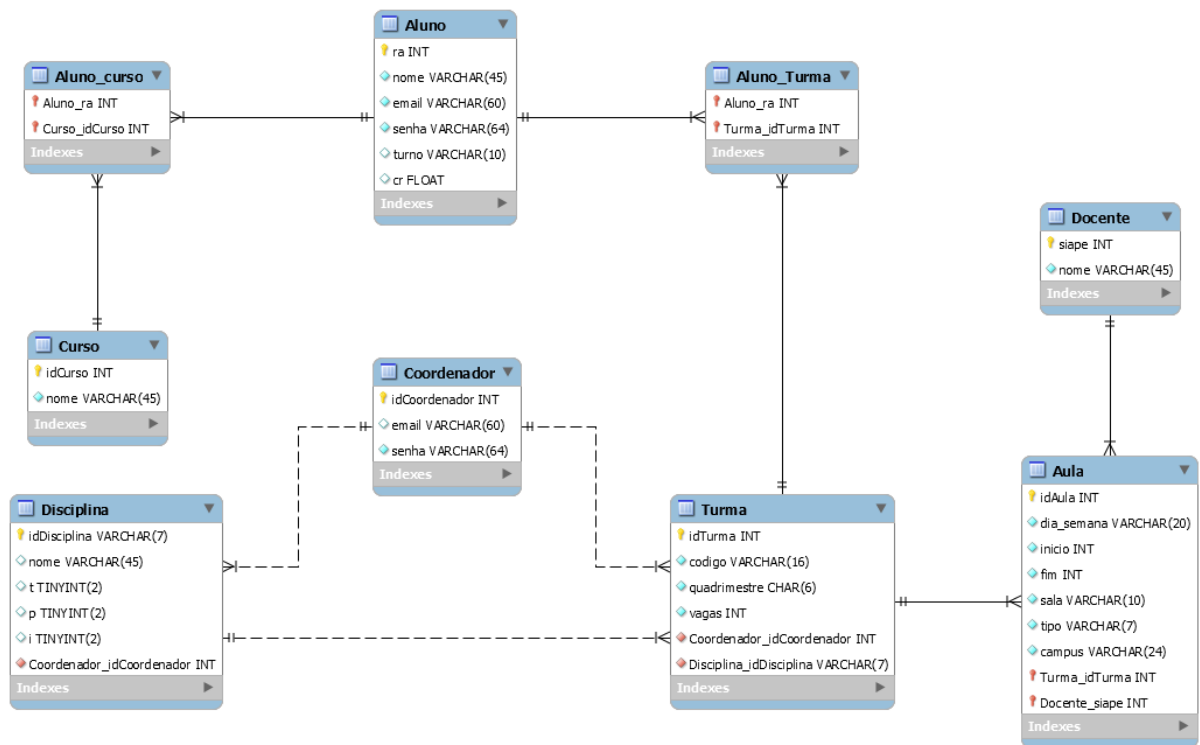 Aluno
ra INT
nome VARCHAR(45)
email VARCHAR(60)
senha VARCHAR(64)
turno VARCHAR(10)
cr FLOAT
Indexes
Aluno_curso
Aluno_ra INT
Curso_idCurso INT
Indexes
Aluno_Turma
Aluno_ra INT
Turma_idTurma INT
Indexes
Docente
siape INT
nome VARCHAR(45)
Indexes
Curso
idCurso INT
nome VARCHAR(45)
Indexes
Coordenador
idCoordenador INT
email VARCHAR(60)
senha VARCHAR(64)
Indexes
Disciplina
idDisciplina VARCHAR(7)
nome VARCHAR(45)
t TINYINT(2)
p TINYINT(2)
i TINYINT(2)
Coordenador_idCoordenador INT
Indexes
Turma
idTurma INT
codigo VARCHAR(16)
quadrimestre CHAR(6)
vagas INT
Coordenador_idCoordenador INT
Disciplina_idDisciplina VARCHAR(7)
Indexes
Aula
idAula INT
dia_semana VARCHAR(20)
inicio INT
fim INT
sala VARCHAR(10)
tipo VARCHAR(7)
campus VARCHAR(24)
Turma_idTurma INT
Docente_siape INT
Indexes